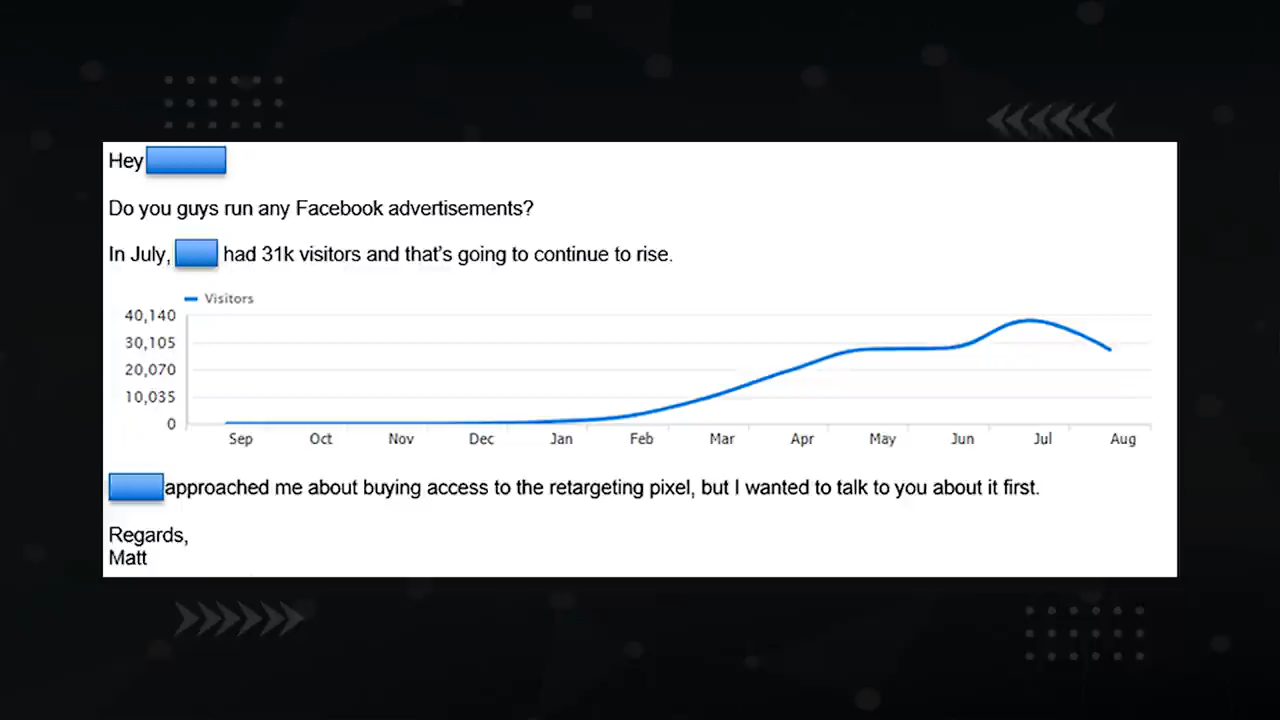 Hey
Do you guys run any Facebook advertisements?
In July, had 31k visitors and that's going to continue to rise.
Visitors
40,140
30,105
20,070
10,035
0
Sep Oct Nov Dec Jan Feb Mar Apr May Jun Jul Aug
approached me about buying access to the retargeting pixel, but I wanted to talk to you about it first.
Regards,
Matt